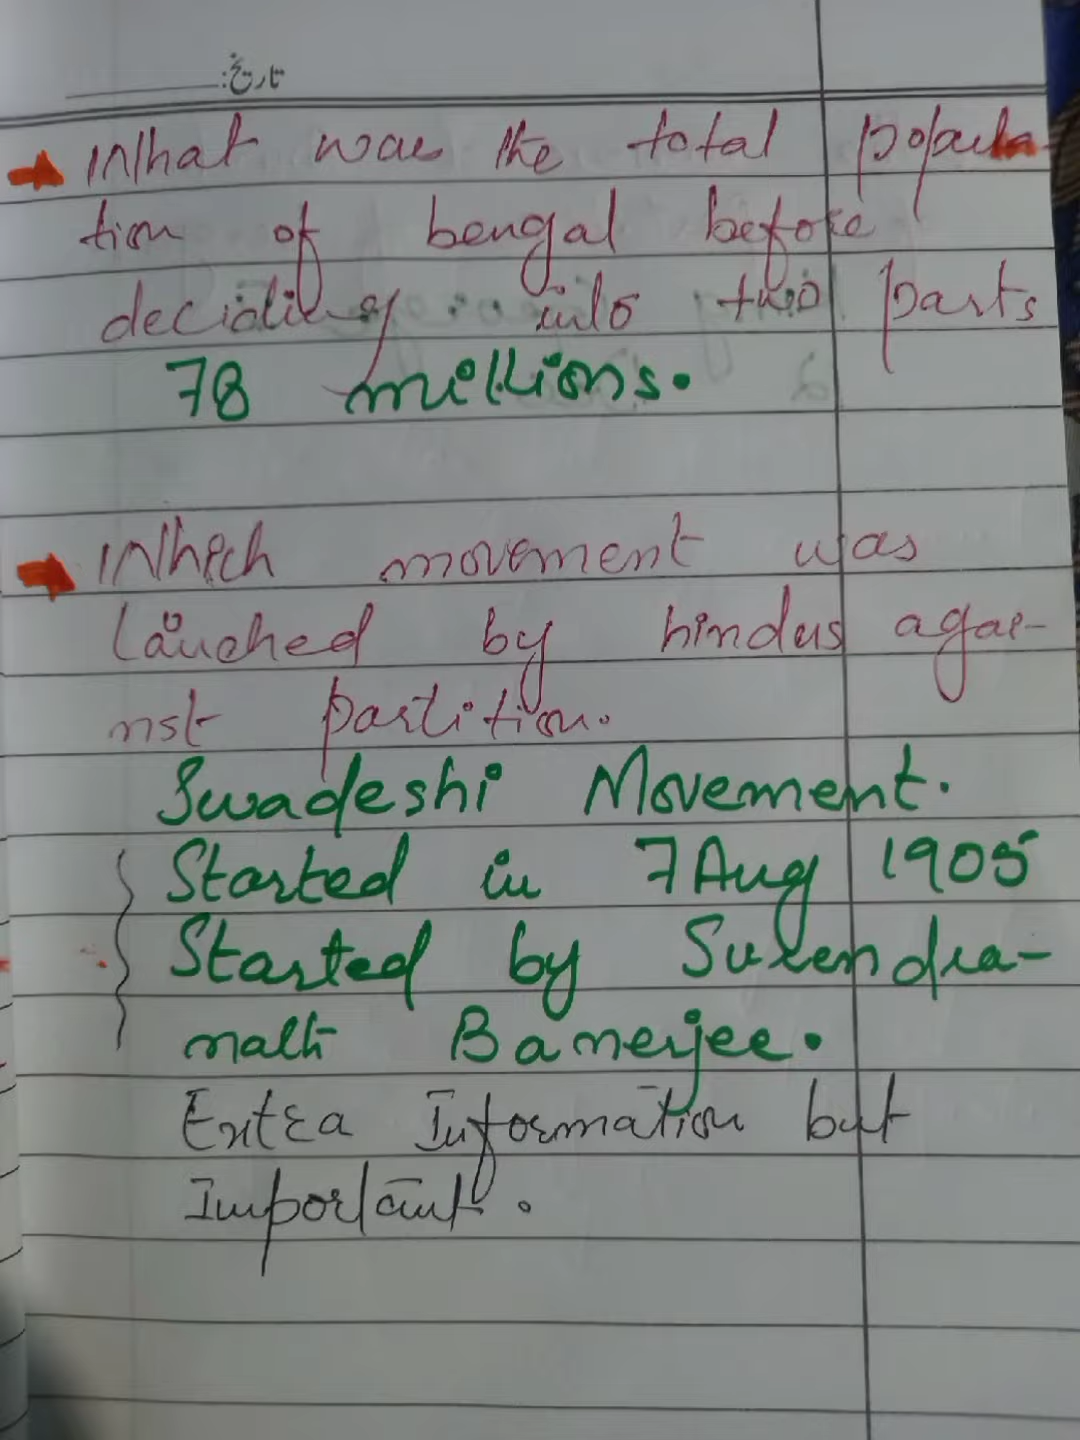 تاریخ:
What was the total popula-
tion of bengal before
deciding into two parts
78 millions.
Which movement was
lauched by hindus agai-
nst partition.
Swadeshi Movement.
Started in 7 Aug 1905
Started by Surendra-
nath Banerjee.
Extra Information but
Important.